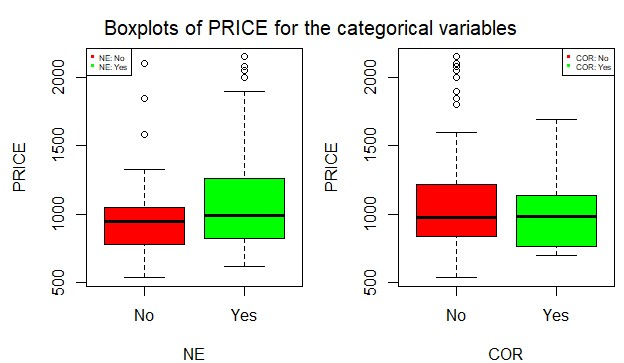 Boxplots of PRICE for the categorical variables
NE: No
NE: Yes
PRICE
2000
1500
1000
500
No Yes
NE
COR: No
COR: Yes
PRICE
2000
1500
1000
500
No Yes
COR